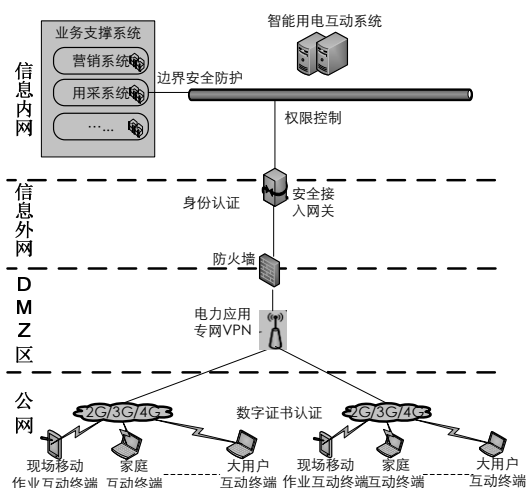 业务支撑系统
智能用电互动系统
营销系统
用采系统
……
边界安全防护
信息内网
权限控制
身份认证
安全接
入网关
信息外网
防火墙
DMZ区
电力应用
专网VPN
公网
2G/3G/4G
数字证书认证
2G/3G/4G
现场移动
作业互动终端
家庭
互动终端
大用户
互动终端
现场移动
作业互动终端
家庭
互动终端
大用户
互动终端